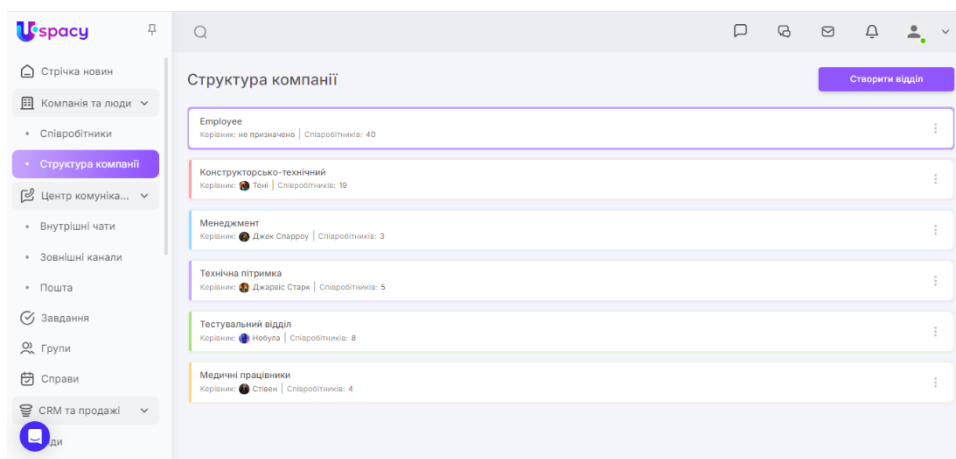 Uspacy
Стрічка новин
Компанія та люди
Співробітники
Структура компанії
Центр комуніка...
Внутрішні чати
Зовнішні канали
Пошта
Завдання
Групи
Справи
CRM та продажі
Структура компанії
Створити відділ
Employee
Керівник: не призначено | Співробітників: 40
Конструкторсько-технічний
Керівник: Тоні | Співробітників: 19
Менеджмент
Керівник: Джек Спарроу | Співробітників: 3
Технічна пітримка
Керівник: Джарвіс Старк | Співробітників: 5
Тестувальний відділ
Керівник: Небула | Співробітників: 8
Медичні працівники
Керівник: Стівен | Співробітників: 4